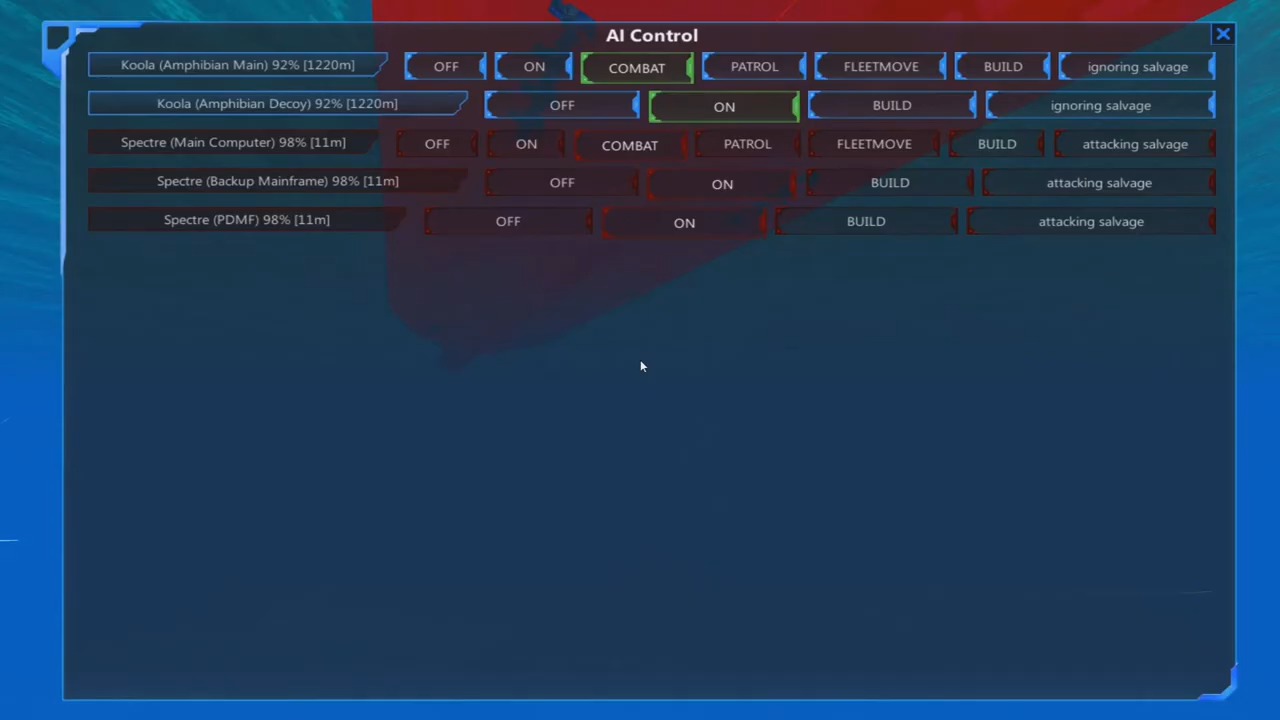 AI Control
Koola (Amphibian Main) 92% [1220m] OFF ON COMBAT PATROL FLEETMOVE BUILD ignoring salvage
Koola (Amphibian Decoy) 92% [1220m] OFF ON BUILD ignoring salvage
Spectre (Main Computer) 98% [11m] OFF ON COMBAT PATROL FLEETMOVE BUILD attacking salvage
Spectre (Backup Mainframe) 98% [11m] OFF ON BUILD attacking salvage
Spectre (PDMF) 98% [11m] OFF ON BUILD attacking salvage